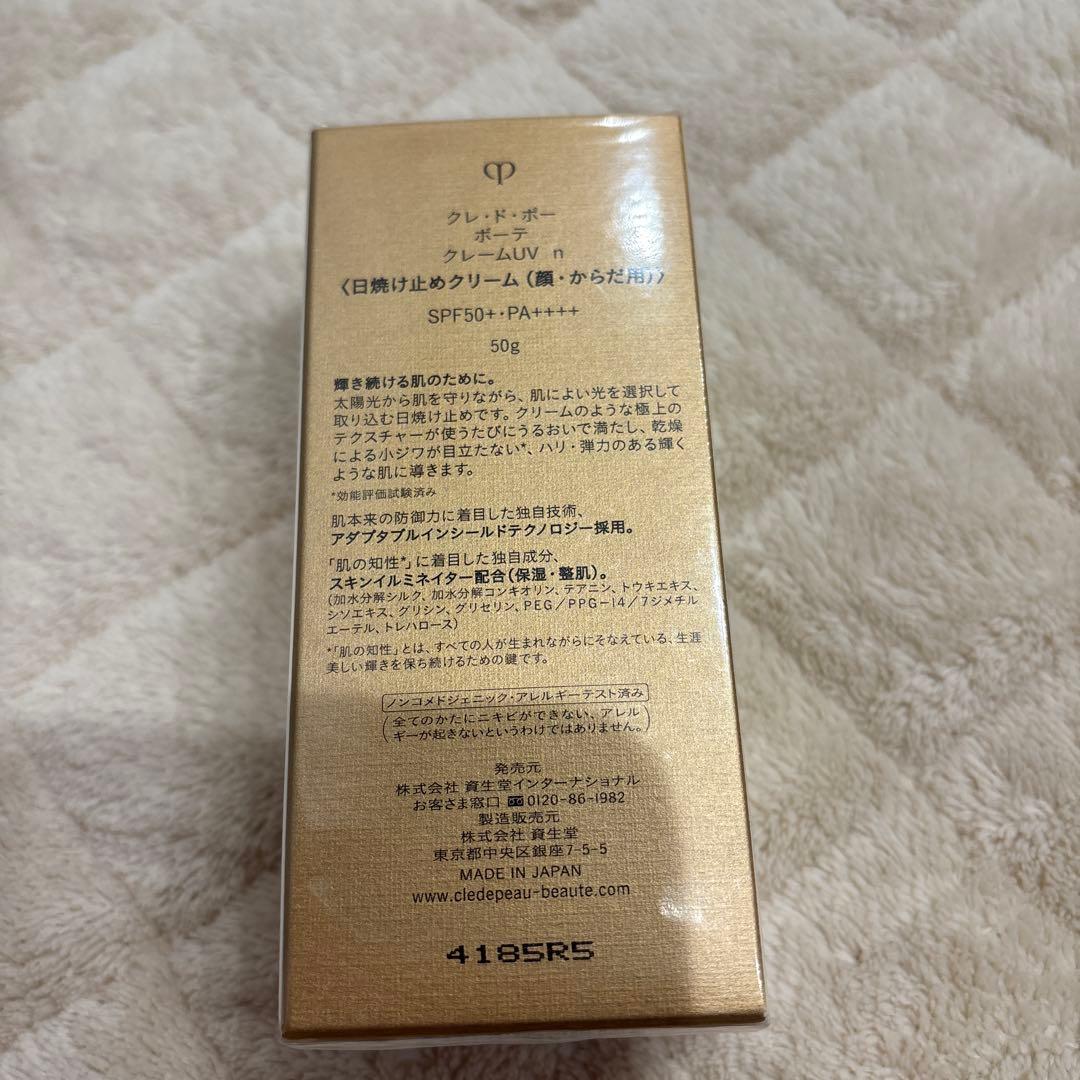 クレ・ド・ポー
ボーテ
クレームUV n
〈日焼け止めクリーム（顔・からだ用）〉
SPF50+・PA++++
50g
輝き続ける肌のために。
太陽光から肌を守りながら、肌によい光を選択して
取り込む日焼け止めです。クリームのような極上の
テクスチャーが使うたびにうるおいで満たし、乾燥
による小ジワが目立たない*、ハリ・弾力のある輝く
ような肌に導きます。
*効能評価試験済み
肌本来の防御力に着目した独自技術、
アダプタブルインシールドテクノロジー採用。
「肌の知性*」に着目した独自成分、
スキンイルミネイター配合（保湿・整肌）。
（加水分解シルク、加水分解コンキオリン、テアニン、トウキエキス、
シソエキス、グリシン、グリセリン、PEG／PPG−14／7ジメチル
エーテル、トレハロース）
*「肌の知性」とは、すべての人が生まれながらにそなえている、生涯
美しい輝きを保ち続けるための鍵です。
ノンコメドジェニック・アレルギーテスト済み
（全てのかたにニキビができない、アレル
ギーが起きないというわけではありません。）
発売元
株式会社 資生堂インターナショナル
お客さま窓口 0120-86-1982
製造販売元
株式会社 資生堂
東京都中央区銀座7-5-5
MADE IN JAPAN
www.cledepeau-beaute.com
4185R5